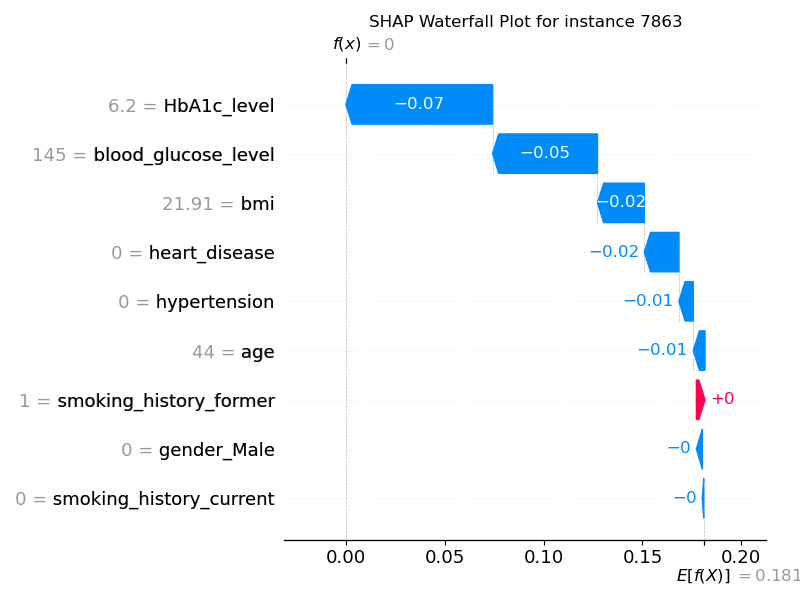 SHAP Waterfall Plot for instance 7863
f(x) = 0
6.2 = HbA1c_level
−0.07
145 = blood_glucose_level
−0.05
21.91 = bmi
−0.02
0 = heart_disease
−0.02
0 = hypertension
−0.01
44 = age
−0.01
1 = smoking_history_former
+0
0 = gender_Male
−0
0 = smoking_history_current
−0
0.00 0.05 0.10 0.15 0.20
E[f(X)] = 0.181